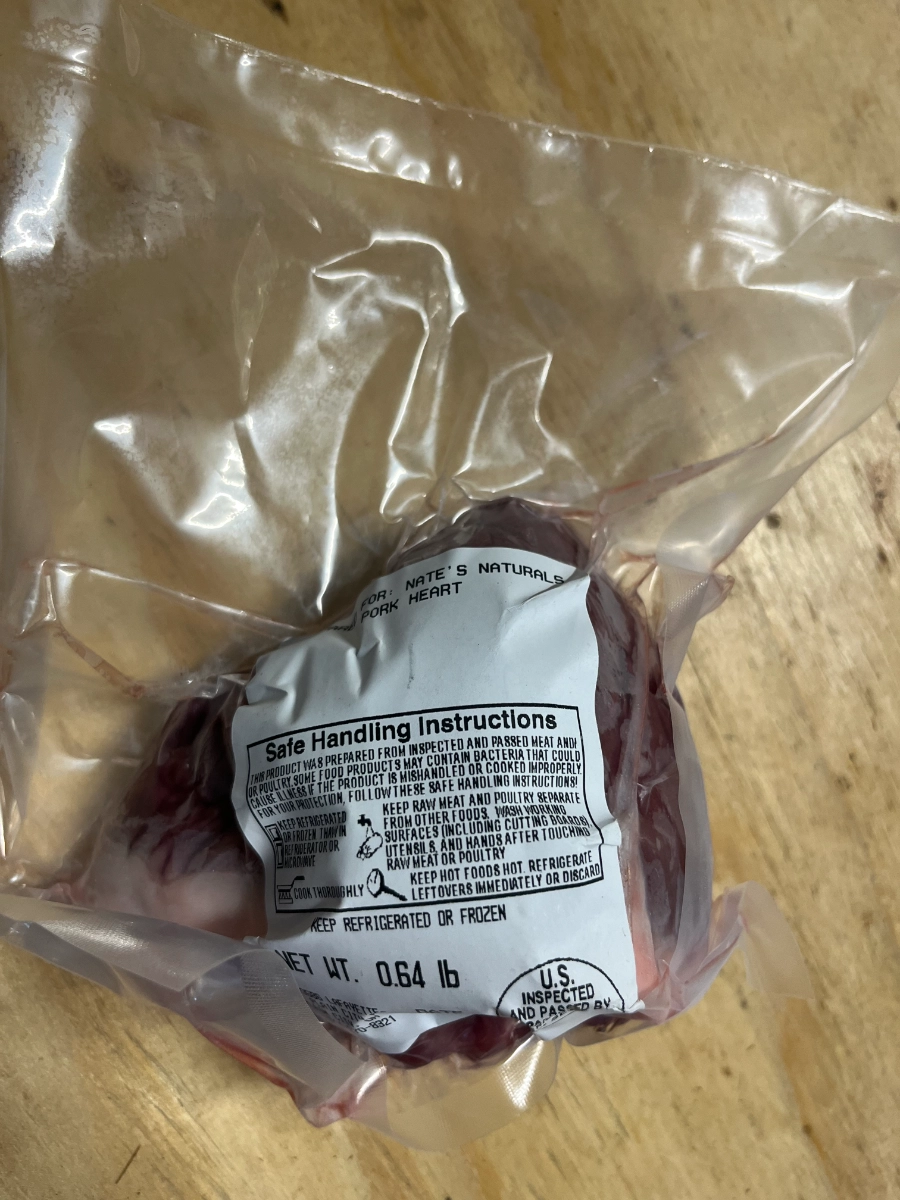 FOR: NATE'S NATURALS
PORK HEART
Safe Handling Instructions
THIS PRODUCT WAS PREPARED FROM INSPECTED AND PASSED MEAT AND/
OR POULTRY. SOME FOOD PRODUCTS MAY CONTAIN BACTERIA THAT COULD
CAUSE ILLNESS IF THE PRODUCT IS MISHANDLED OR COOKED IMPROPERLY.
FOR YOUR PROTECTION, FOLLOW THESE SAFE HANDLING INSTRUCTIONS:
KEEP REFRIGERATED
OR FROZEN THAW IN
REFRIGERATOR OR
MICROWAVE
KEEP RAW MEAT AND POULTRY SEPARATE
FROM OTHER FOODS. WASH WORKING
SURFACES (INCLUDING CUTTING BOARDS)
UTENSILS, AND HANDS AFTER TOUCHING
RAW MEAT OR POULTRY
COOK THOROUGHLY
KEEP HOT FOODS HOT. REFRIGERATE
LEFTOVERS IMMEDIATELY OR DISCARD
KEEP REFRIGERATED OR FROZEN
NET WT. 0.64 lb
U.S.
INSPECTED
AND PASSED BY
LAFAYETTE
8321